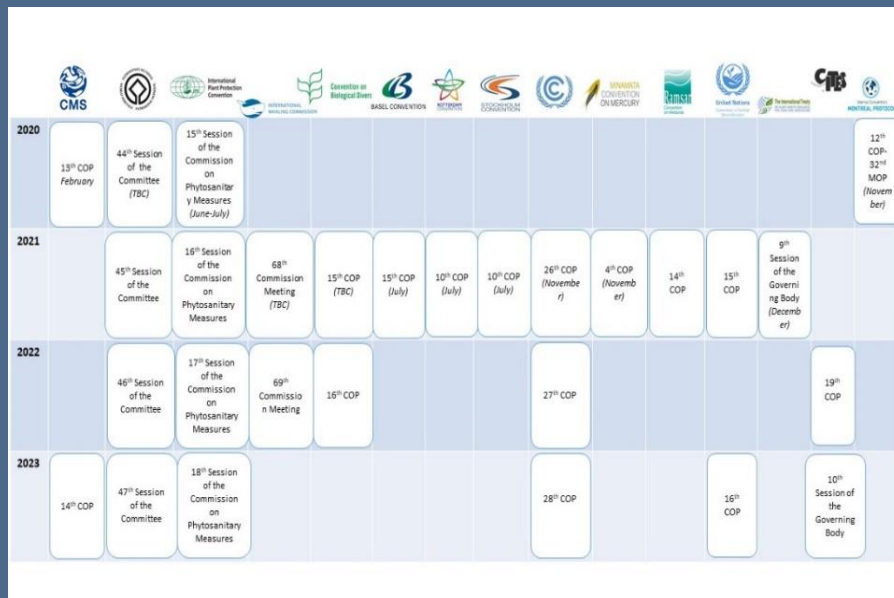 CMS
International
Plant Protection
Convention
INTERNATIONAL
WHALING COMMISSION
Convention on
Biological Divers
BASEL CONVENTION
ROTTERDAM
CONVENTION
STOCKHOLM
CONVENTION
MINAMATA
CONVENTION
ON MERCURY
Ramsar
United Nations
The International Treaty
CITES
MONTREAL PROTOCOL
2020
13th COP
February
44th Session
of the
Committee
(TBC)
15th Session
of the
Commission
on
Phytosanitar
y Measures
(June-July)
12th
COP-
32nd
MOP
(Novem
ber)
2021
45th Session
of the
Committee
16th Session
of the
Commission
on
Phytosanitary
Measures
68th
Commission
Meeting
(TBC)
15th COP
(TBC)
15th COP
(July)
10th COP
(July)
10th COP
(July)
26th COP
(Novembe
r)
4th COP
(Novemb
er)
14th
COP
15th COP
9th
Session
of the
Governi
ng Body
(Decem
ber)
2022
46th Session
of the
Committee
17th Session
of the
Commission
on
Phytosanitary
Measures
69th
Commissio
n Meeting
16th COP
27th COP
19th
COP
2023
14th COP
47th Session
of the
Committee
18th Session
of the
Commission
on
Phytosanitary
Measures
28th COP
16th
COP
10th
Session of
the
Governing
Body